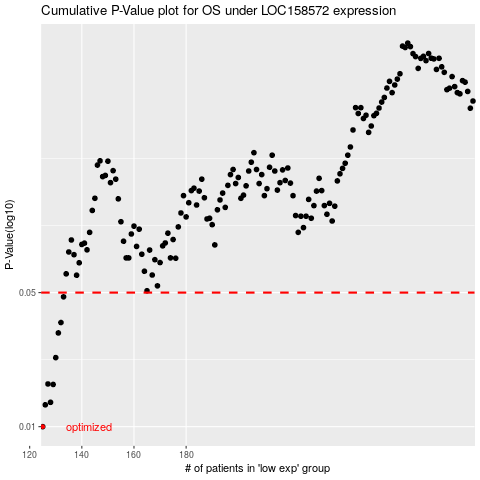 Cumulative P-Value plot for OS under LOC158572 expression
P-Value(log10)
0.05
0.01
optimized
120 140 160 180
# of patients in 'low exp' group